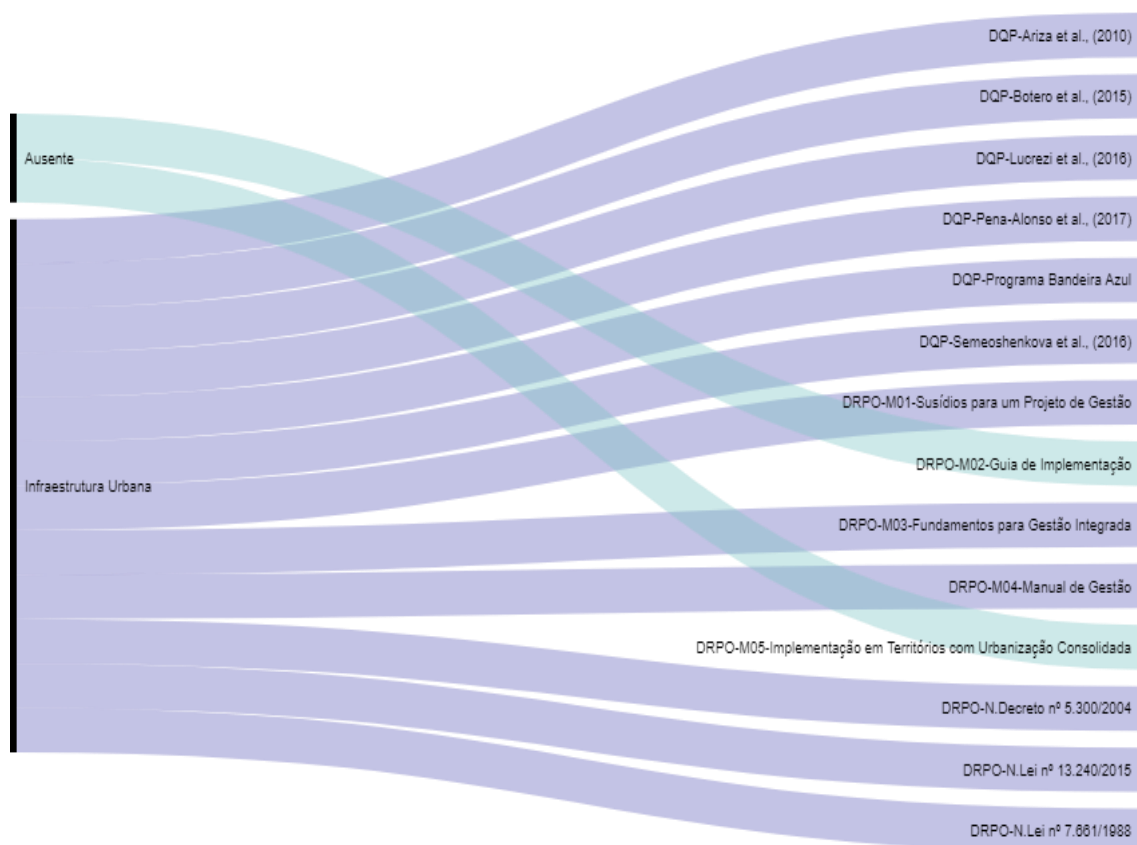 Ausente
Infraestrutura Urbana
DQP-Ariza et al., (2010)
DQP-Botero et al., (2015)
DQP-Lucrezi et al., (2016)
DQP-Pena-Alonso et al., (2017)
DQP-Programa Bandeira Azul
DQP-Semeoshenkova et al., (2016)
DRPO-M01-Susídios para um Projeto de Gestão
DRPO-M02-Guia de Implementação
DRPO-M03-Fundamentos para Gestão Integrada
DRPO-M04-Manual de Gestão
DRPO-M05-Implementação em Territórios com Urbanização Consolidada
DRPO-N.Decreto nº 5.300/2004
DRPO-N.Lei nº 13.240/2015
DRPO-N.Lei nº 7.661/1988